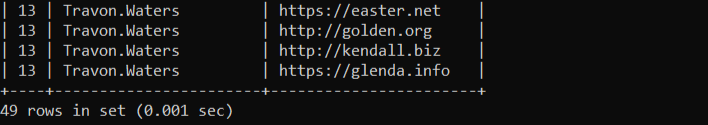 | 13 | Travon.Waters        | https://easter.net    |
| 13 | Travon.Waters        | http://golden.org     |
| 13 | Travon.Waters        | http://kendall.biz    |
| 13 | Travon.Waters        | https://glenda.info   |
+----+----------------------+-----------------------+
49 rows in set (0.001 sec)